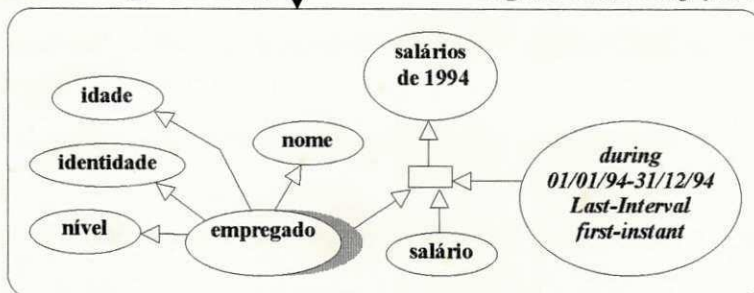 salários
de 1994
idade
nome
identidade
during
01/01/94-31/12/94
Last-Interval
first-instant
nível
empregado
salário